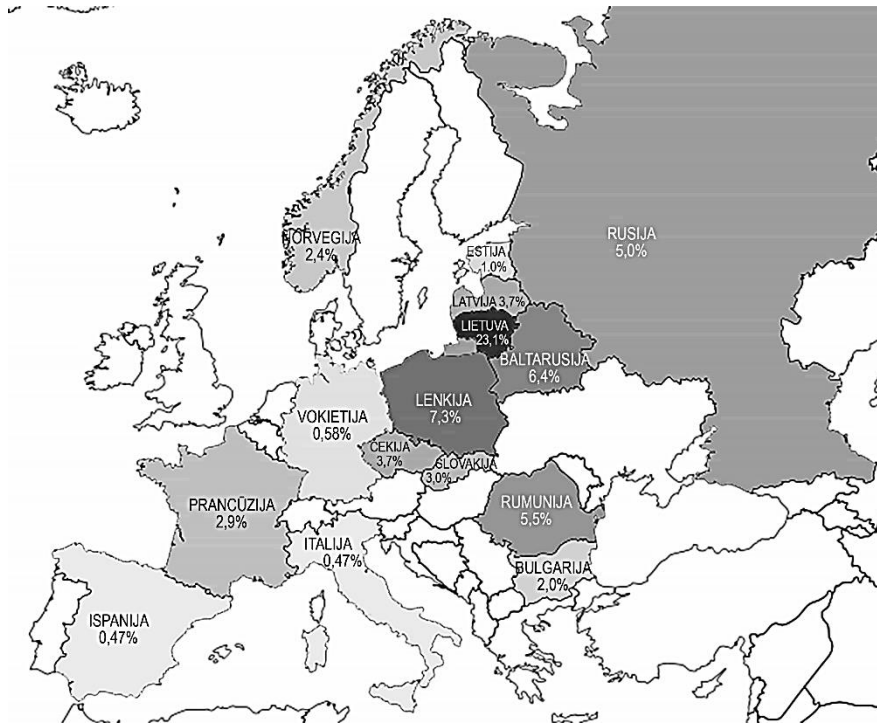 NORVEGIJA
2,4%
RUSIJA
5,0%
ESTIJA
1.0%
LATVIJA 3,7%
LIETUVA
23,1%
BALTARUSIJA
6,4%
LENKIJA
7,3%
VOKIETIJA
0,58%
ČEKIJA
3,7%
SLOVAKIJA
3,0%
PRANCŪZIJA
2,9%
RUMUNIJA
5,5%
ITALIJA
0,47%
BULGARIJA
2,0%
ISPANIJA
0,47%